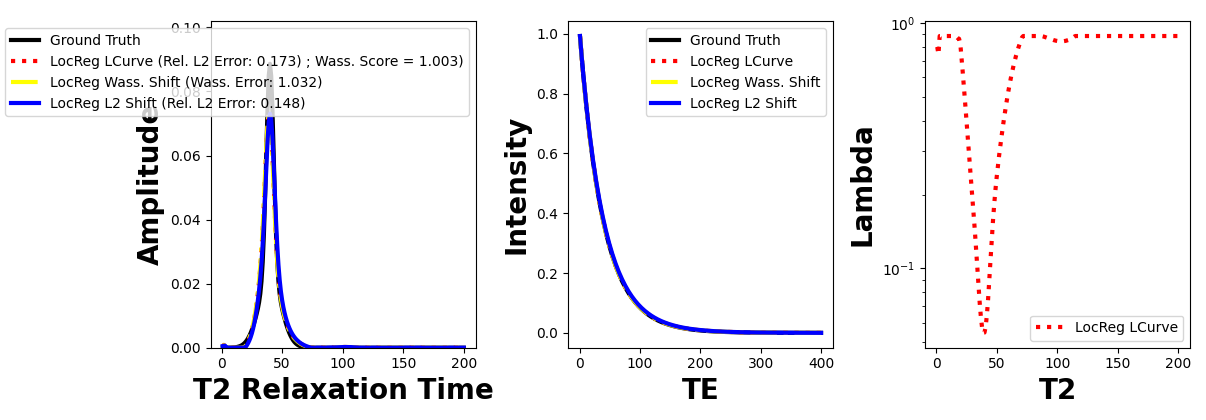 0.10
0.08
0.06
0.04
0.02
0.00
Amplitude
Ground Truth
LocReg LCurve (Rel. L2 Error: 0.173) ; Wass. Score = 1.003)
LocReg Wass. Shift (Wass. Error: 1.032)
LocReg L2 Shift (Rel. L2 Error: 0.148)
0 50 100 150 200
T2 Relaxation Time
1.0
0.8
0.6
0.4
0.2
0.0
Intensity
Ground Truth
LocReg LCurve
LocReg Wass. Shift
LocReg L2 Shift
0 100 200 300 400
TE
10⁰
10⁻¹
Lambda
LocReg LCurve
0 50 100 150 200
T2